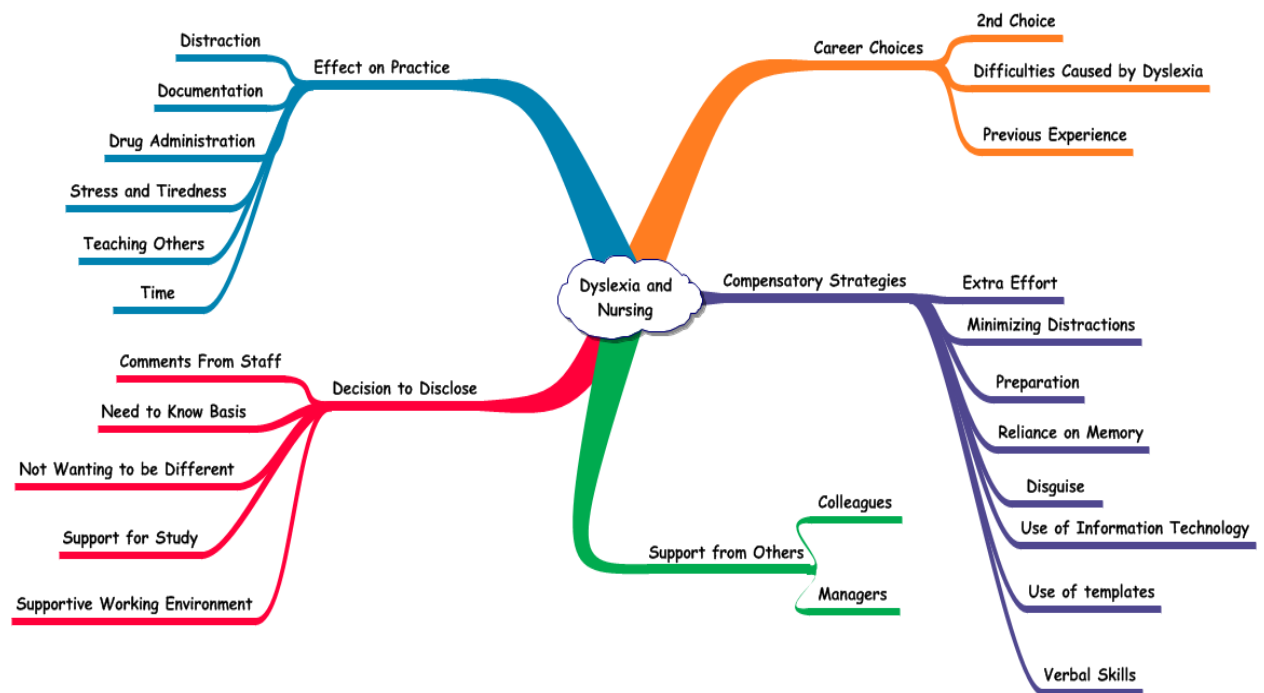 Dyslexia and
Nursing
Effect on Practice
Distraction
Documentation
Drug Administration
Stress and Tiredness
Teaching Others
Time
Career Choices
2nd Choice
Difficulties Caused by Dyslexia
Previous Experience
Compensatory Strategies
Extra Effort
Minimizing Distractions
Preparation
Reliance on Memory
Disguise
Use of Information Technology
Use of templates
Verbal Skills
Decision to Disclose
Comments From Staff
Need to Know Basis
Not Wanting to be Different
Support for Study
Supportive Working Environment
Support from Others
Colleagues
Managers